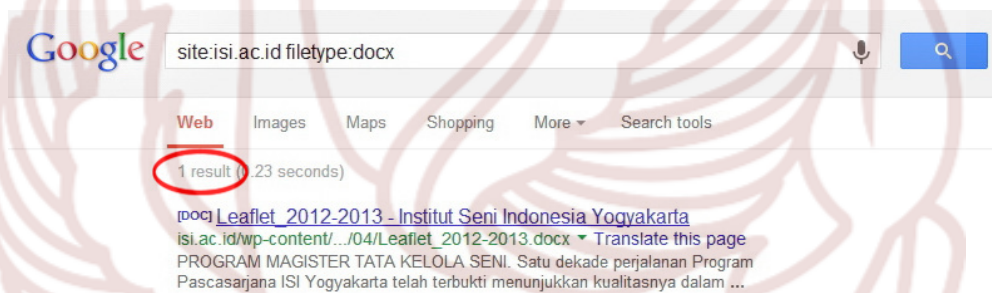 Google site:isi.ac.id filetype:docx
Web Images Maps Shopping More Search tools
1 result (0.23 seconds)
[DOC] Leaflet_2012-2013 - Institut Seni Indonesia Yogyakarta
isi.ac.id/wp-content/.../04/Leaflet_2012-2013.docx Translate this page
PROGRAM MAGISTER TATA KELOLA SENI. Satu dekade perjalanan Program
Pascasarjana ISI Yogyakarta telah terbukti menunjukkan kualitasnya dalam ...